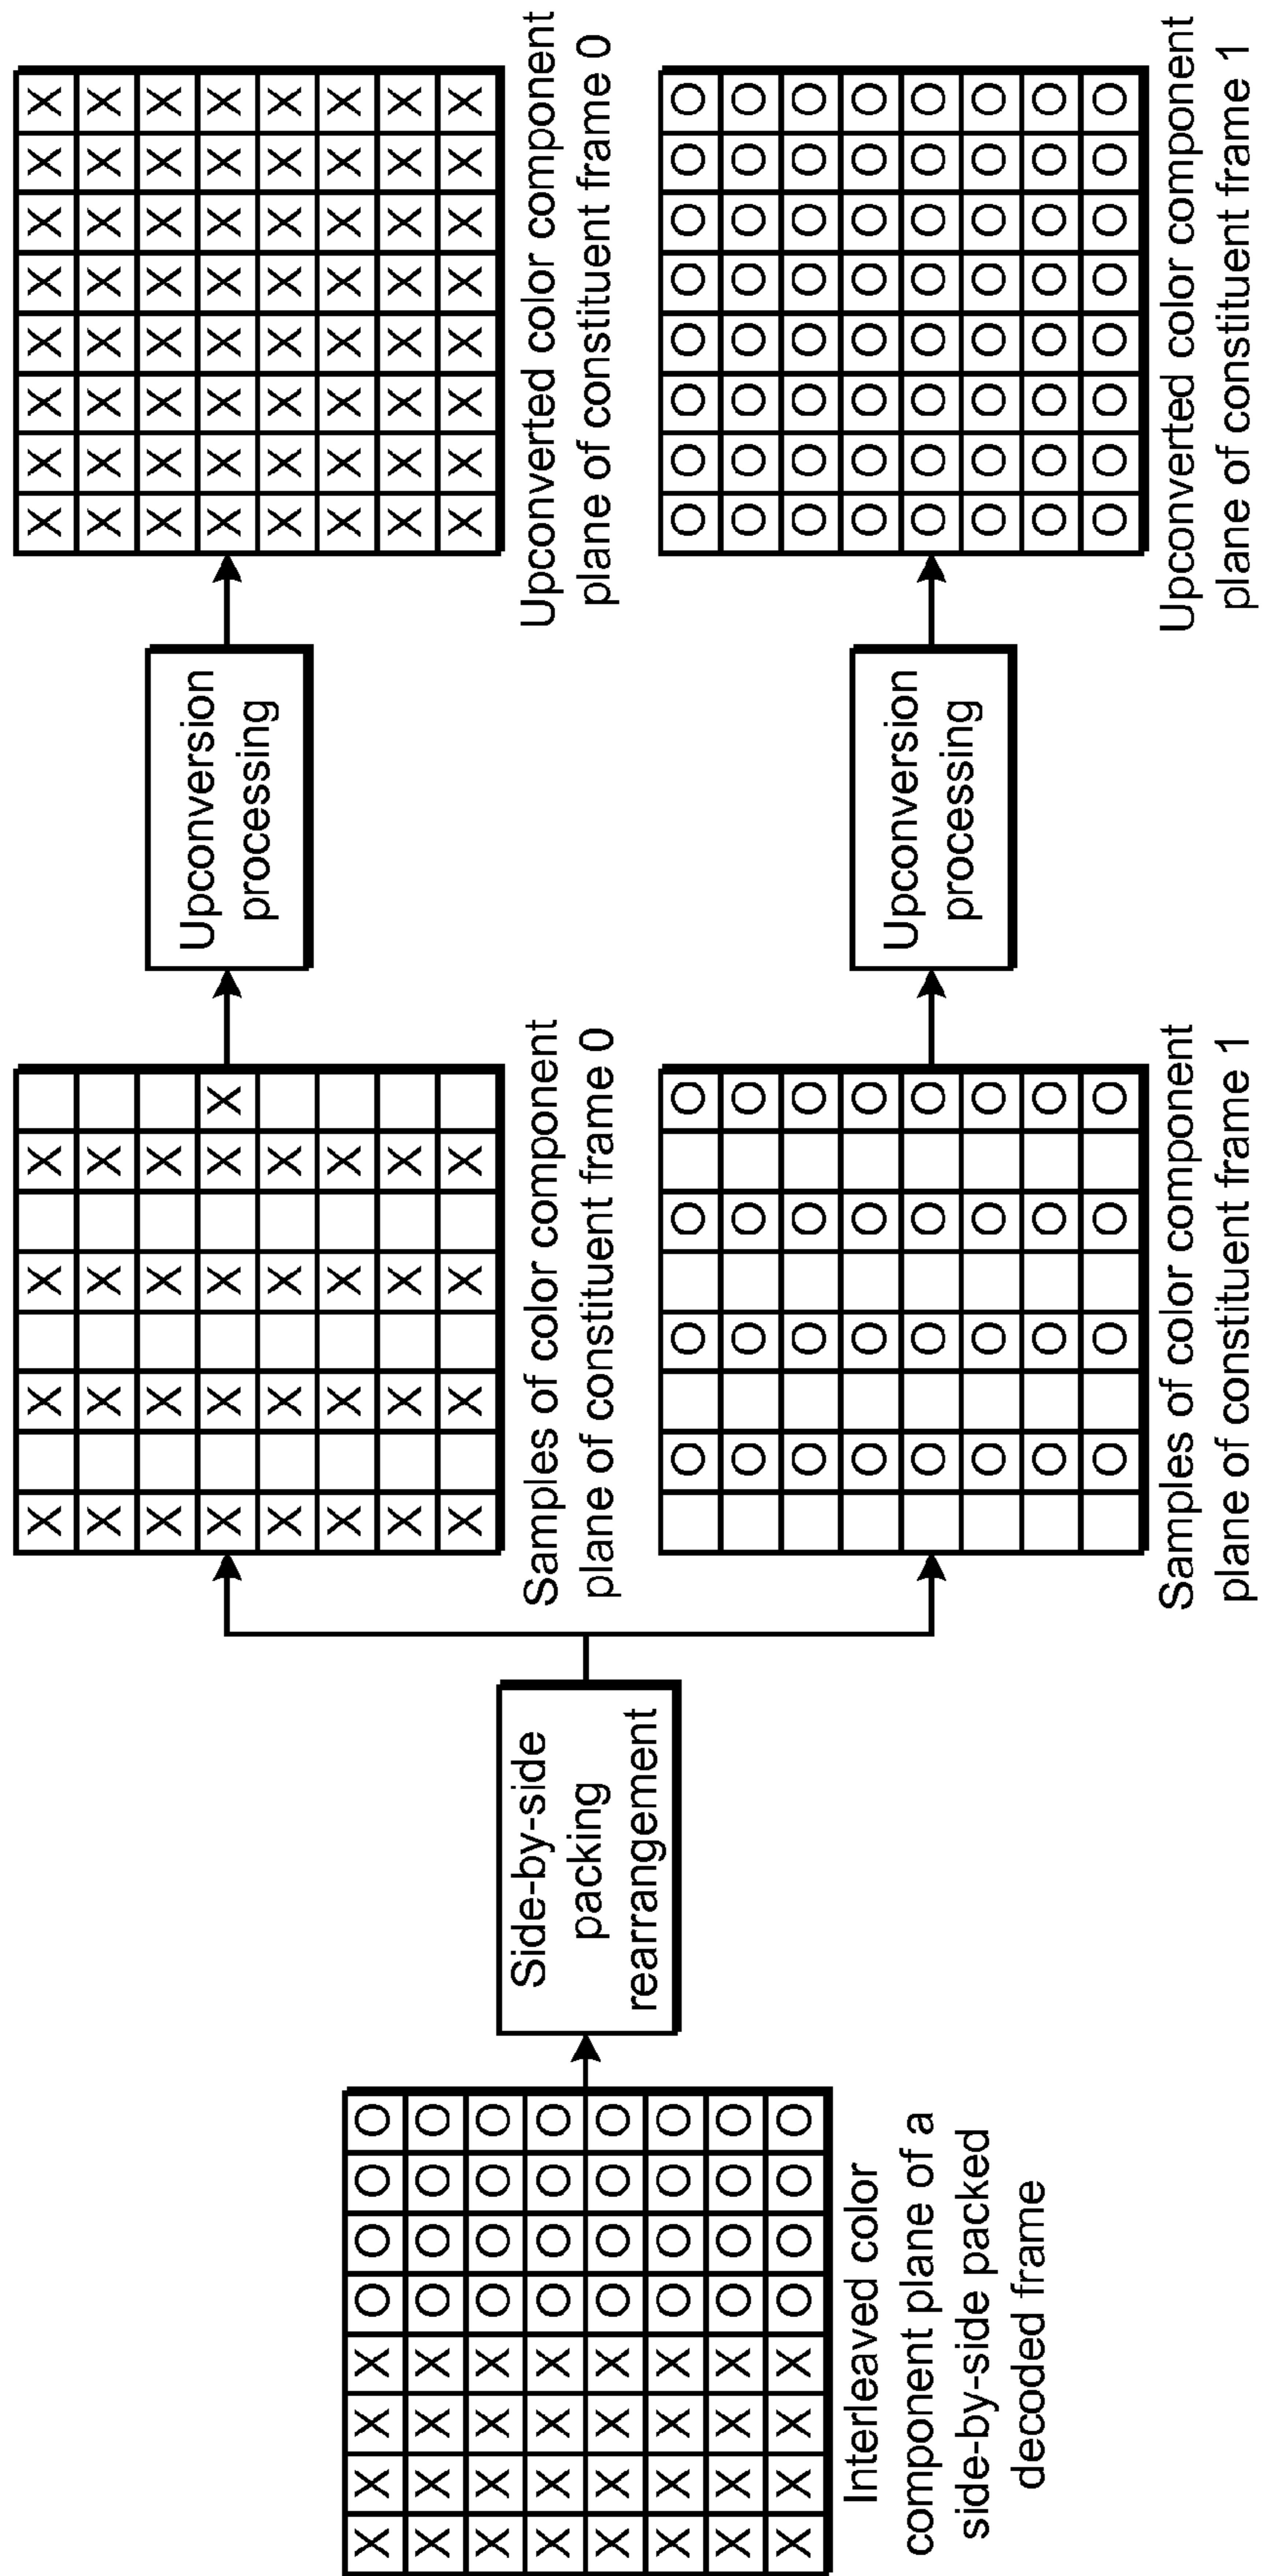 Interleaved color
component plane of a
side-by-side packed
decoded frame
Side-by-side
packing
rearrangement
Samples of color component
plane of constituent frame 0
Upconversion
processing
Upconverted color component
plane of constituent frame 0
Samples of color component
plane of constituent frame 1
Upconversion
processing
Upconverted color component
plane of constituent frame 1